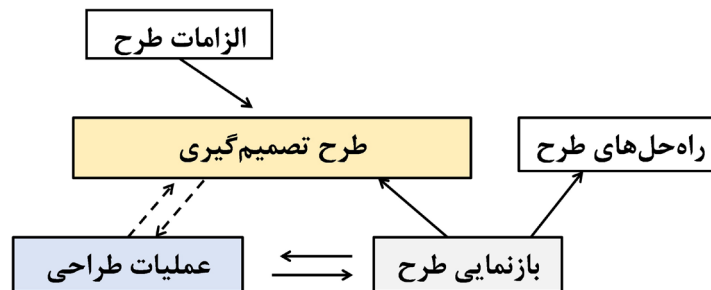 الزامات طرح
طرح تصمیم‌گیری
راه‌حل‌های طرح
بازنمایی طرح
عملیات طراحی